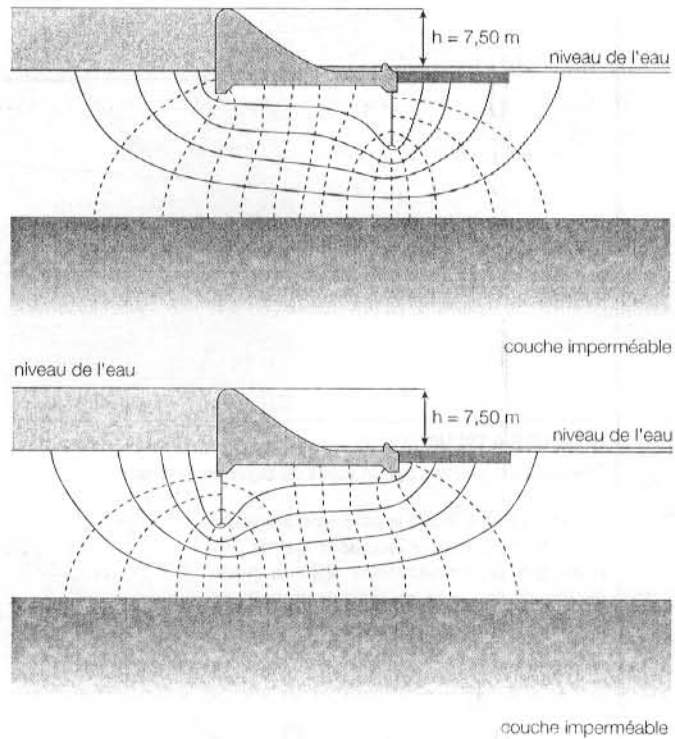 h = 7,50 m
niveau de l'eau
couche imperméable
niveau de l'eau
h = 7,50 m
niveau de l'eau
couche imperméable